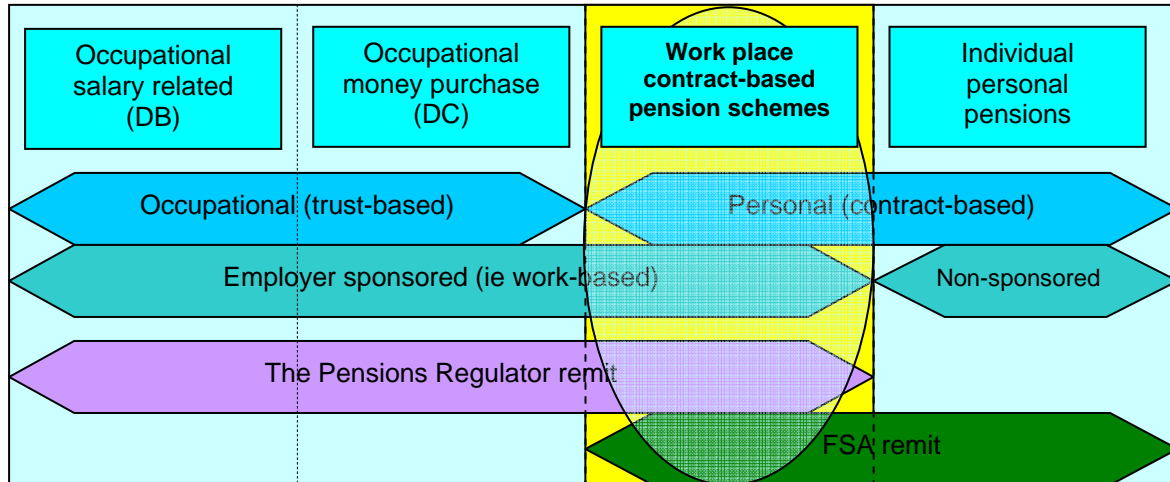 Occupational
salary related
(DB)
Occupational
money purchase
(DC)
Work place
contract-based
pension schemes
Individual
personal
pensions
Occupational (trust-based)
Personal (contract-based)
Employer sponsored (ie work-based)
Non-sponsored
The Pensions Regulator remit
FSA remit